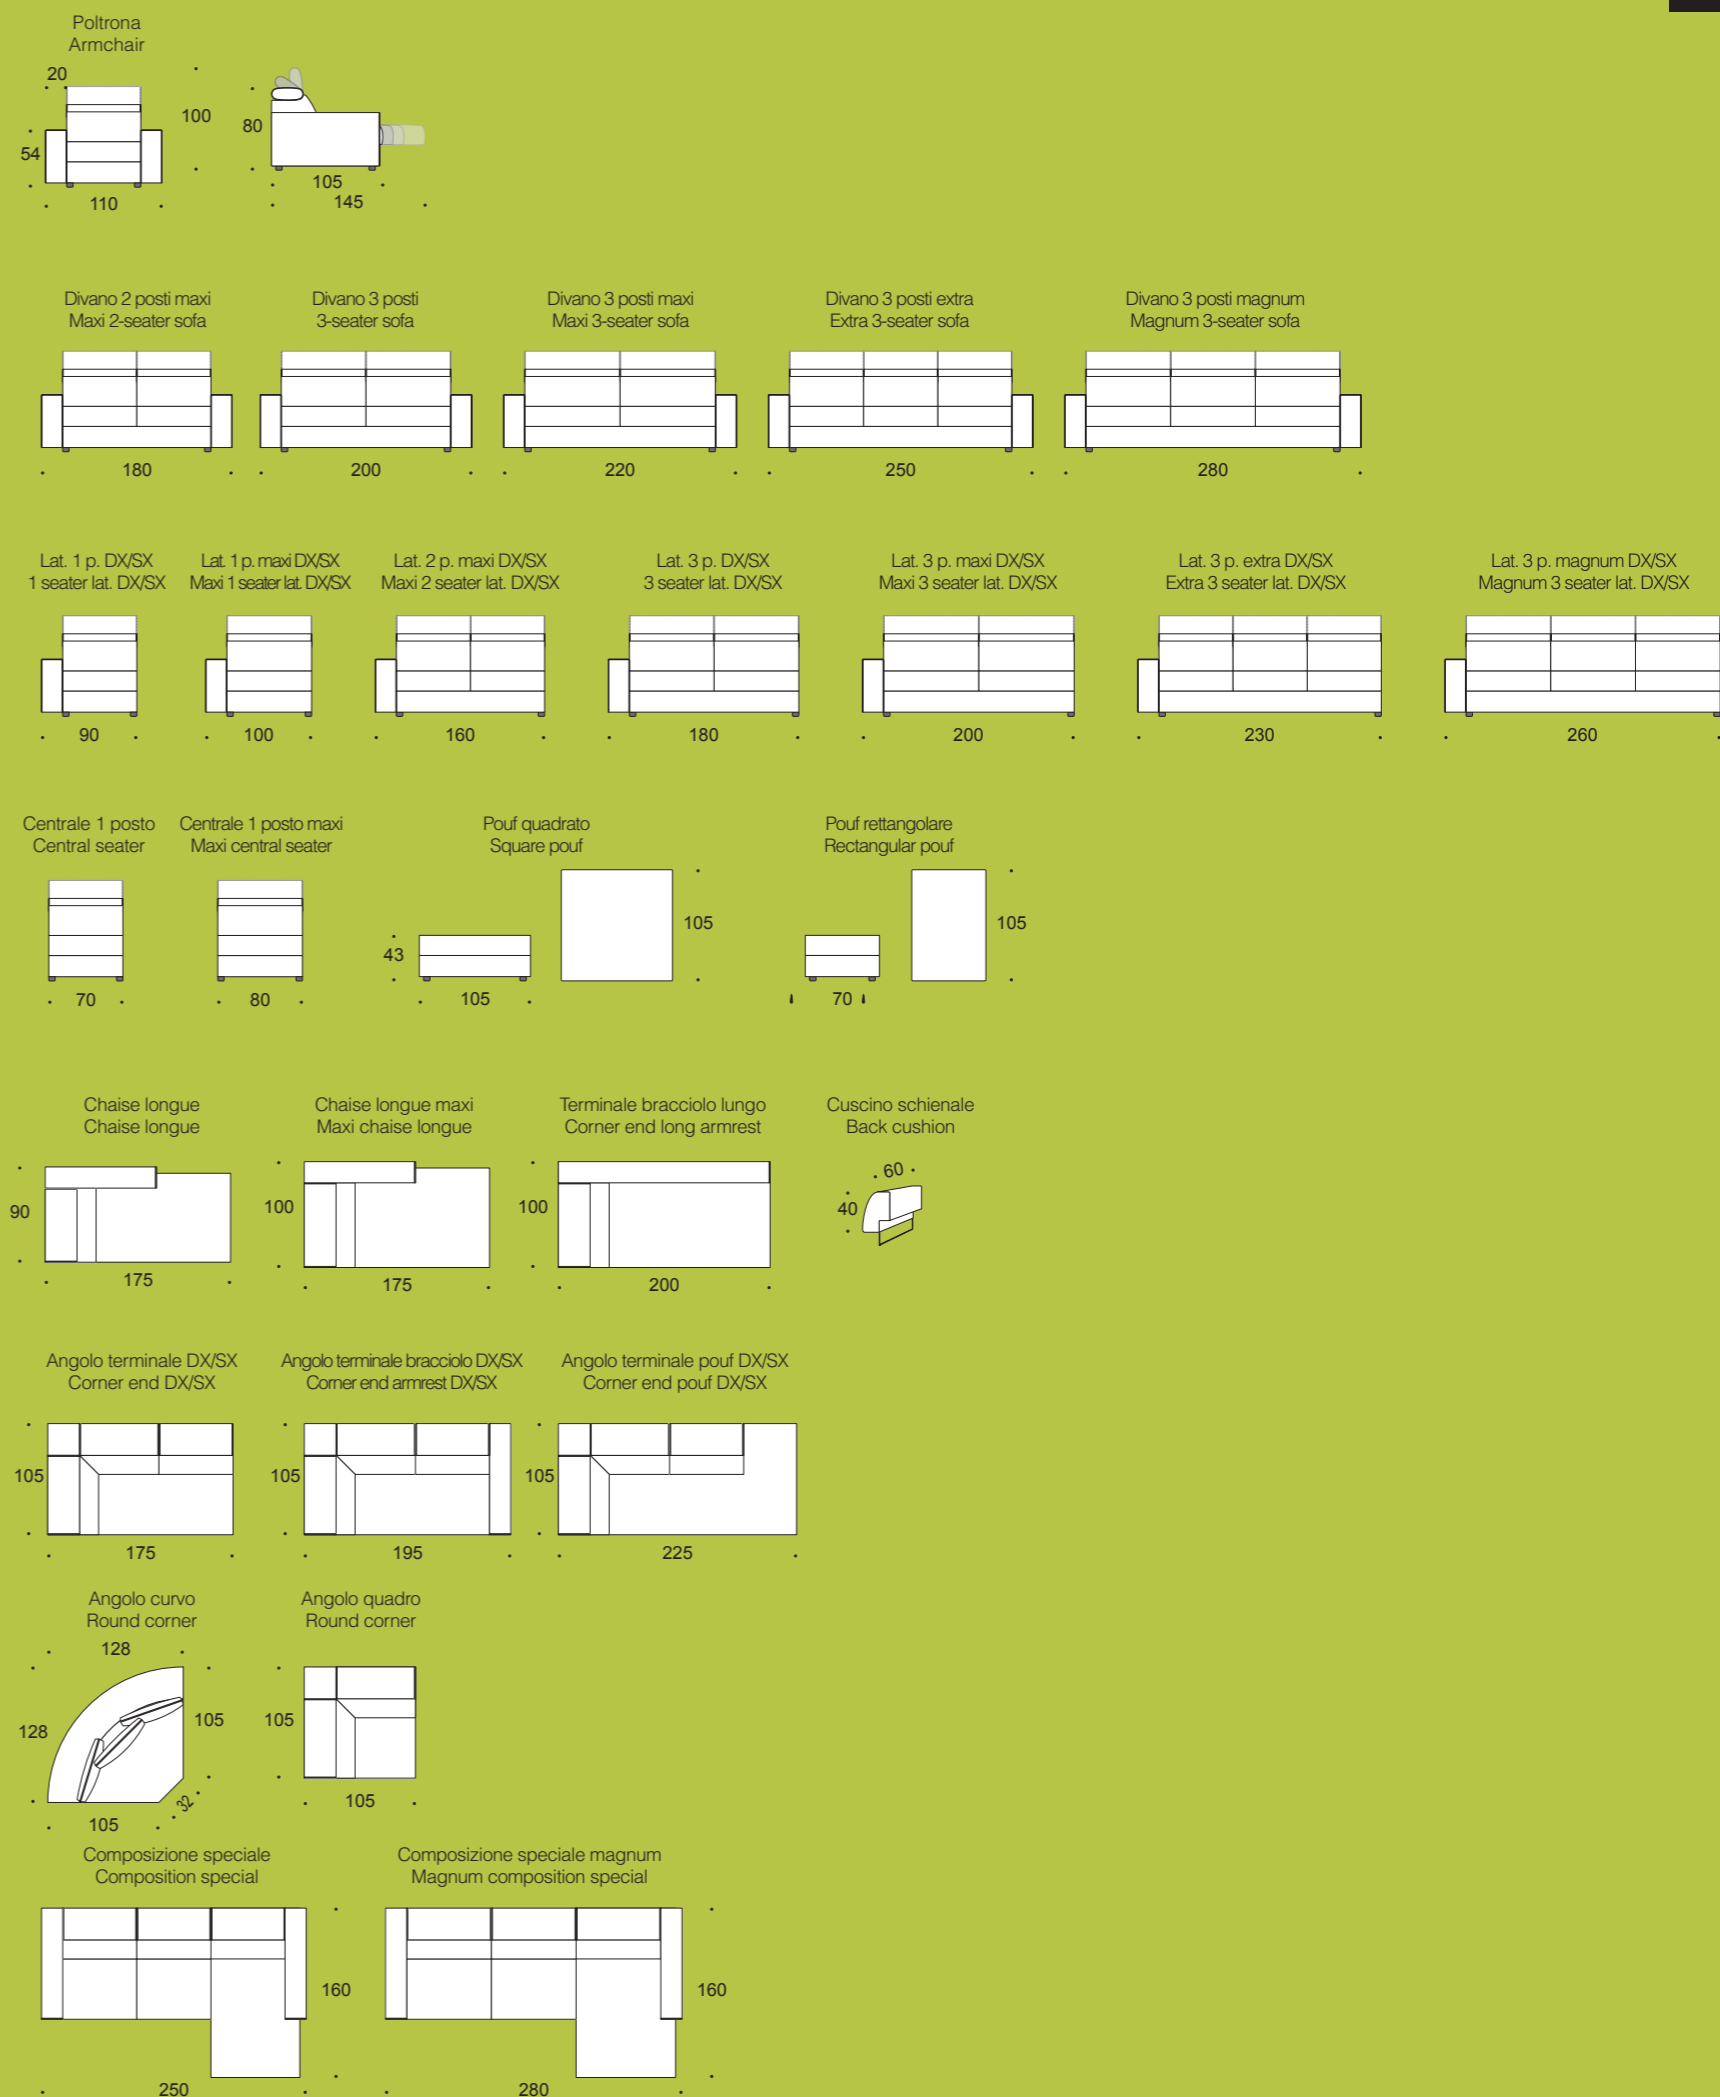 Poltrona
Armchair
20
100
80
54
105
145
110
Divano 2 posti maxi
Maxi 2-seater sofa
Divano 3 posti
3-seater sofa
Divano 3 posti maxi
Maxi 3-seater sofa
Divano 3 posti extra
Extra 3-seater sofa
Divano 3 posti magnum
Magnum 3-seater sofa
180
200
220
250
280
Lat. 1 p. DX/SX
1 seater lat. DX/SX
Lat. 1 p. maxi DX/SX
Maxi 1 seater lat. DX/SX
Lat. 2 p. maxi DX/SX
Maxi 2 seater lat. DX/SX
Lat. 3 p. DX/SX
3 seater lat. DX/SX
Lat. 3 p. maxi DX/SX
Maxi 3 seater lat. DX/SX
Lat. 3 p. extra DX/SX
Extra 3 seater lat. DX/SX
Lat. 3 p. magnum DX/SX
Magnum 3 seater lat. DX/SX
90
100
160
180
200
230
260
Centrale 1 posto
Central seater
Centrale 1 posto maxi
Maxi central seater
Pouf quadrato
Square pouf
Pouf rettangolare
Rectangular pouf
105
105
43
70
80
105
70
Chaise longue
Chaise longue
Chaise longue maxi
Maxi chaise longue
Terminale bracciolo lungo
Corner end long armrest
Cuscino schienale
Back cushion
60
40
90
100
100
175
175
200
Angolo terminale DX/SX
Corner end DX/SX
Angolo terminale bracciolo DX/SX
Corner end armrest DX/SX
Angolo terminale pouf DX/SX
Corner end pouf DX/SX
105
105
105
175
195
225
Angolo curvo
Round corner
Angolo quadro
Round corner
128
128
105
105
32
105
105
Composizione speciale
Composition special
Composizione speciale magnum
Magnum composition special
160
160
250
280